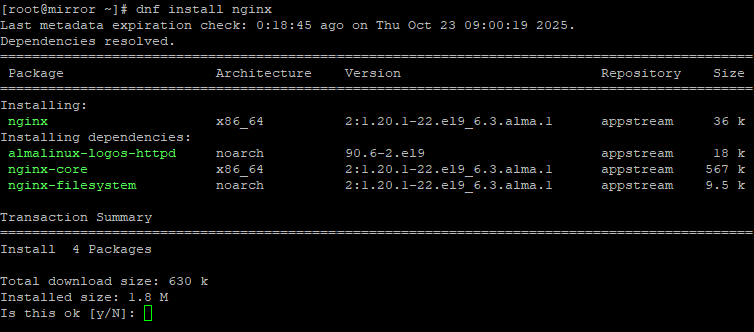 [root@mirror ~]# dnf install nginx
Last metadata expiration check: 0:18:45 ago on Thu Oct 23 09:00:19 2025.
Dependencies resolved.
================================================================================
 Package                  Architecture    Version                         Repository    Size
================================================================================
Installing:
 nginx                    x86_64          2:1.20.1-22.el9_6.3.alma.1      appstream     36 k
Installing dependencies:
 almalinux-logos-httpd    noarch          90.6-2.el9                      appstream     18 k
 nginx-core               x86_64          2:1.20.1-22.el9_6.3.alma.1      appstream    567 k
 nginx-filesystem         noarch          2:1.20.1-22.el9_6.3.alma.1      appstream    9.5 k
Transaction Summary
================================================================================
Install  4 Packages
Total download size: 630 k
Installed size: 1.8 M
Is this ok [y/N]: